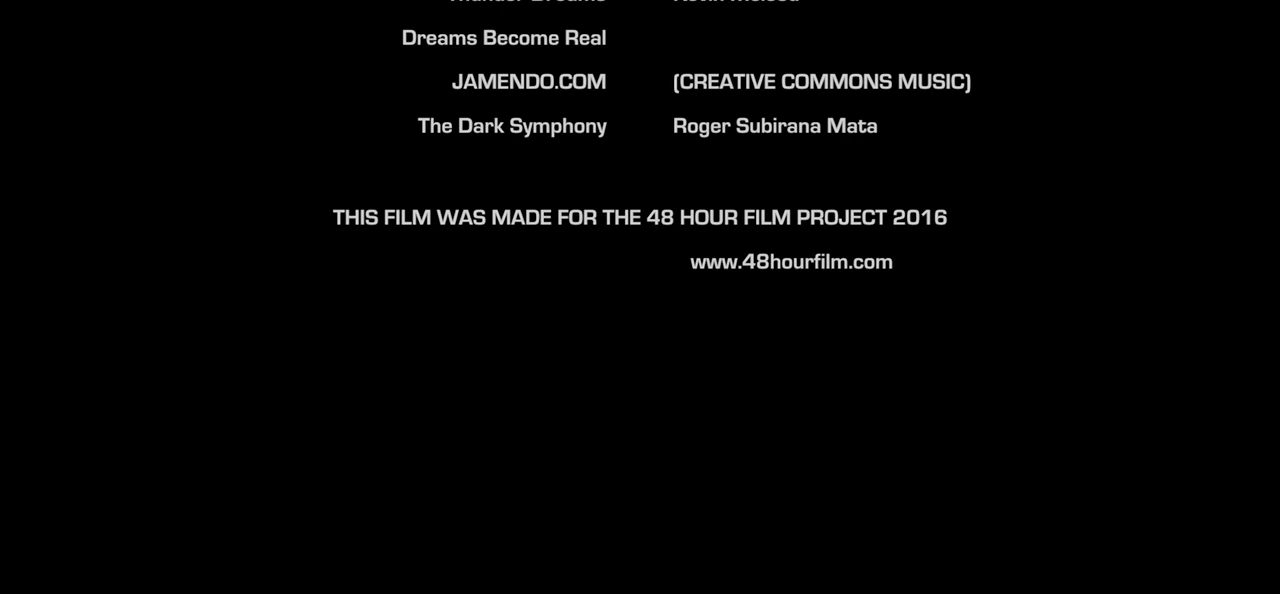 Dreams Become Real
JAMENDO.COM (CREATIVE COMMONS MUSIC)
The Dark Symphony Roger Subirana Mata
THIS FILM WAS MADE FOR THE 48 HOUR FILM PROJECT 2016
www.48hourfilm.com